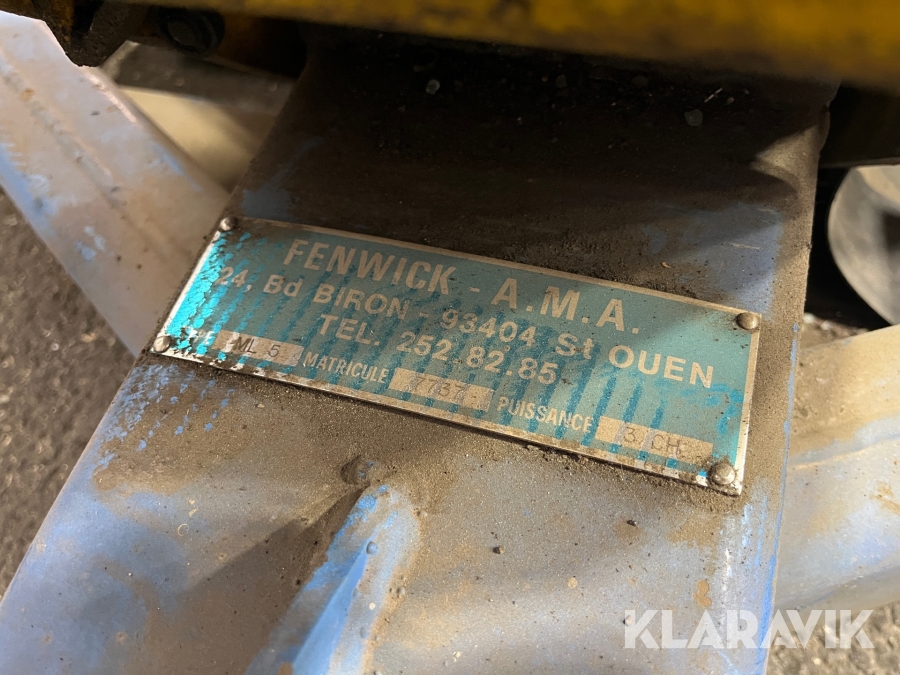 FENWICK - A.M.A.
24, Bd BIRON - 93404 St OUEN
TEL. 252.82.85
ML 5 MATRICULE 7737 PUISSANCE 3 CH
KLARAVIK